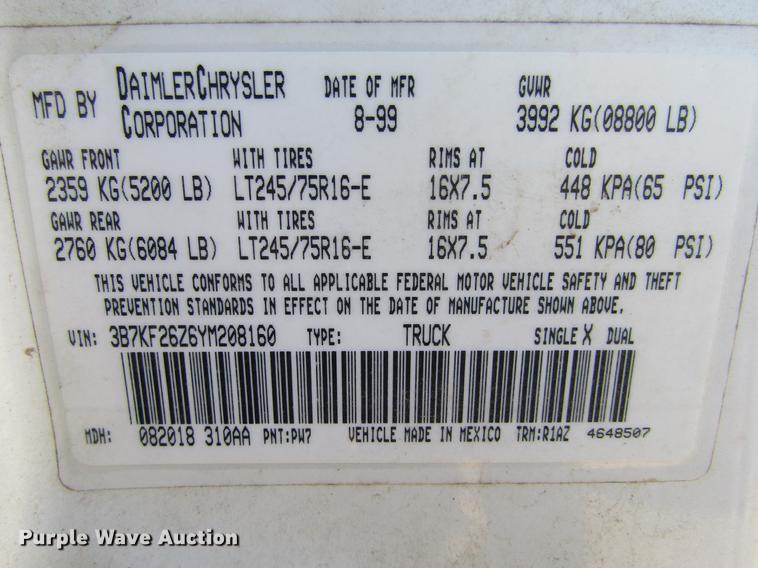 MFD BY DAIMLERCHRYSLER CORPORATION DATE OF MFR 8-99 GVWR 3992 KG(08800 LB)
GAWR FRONT WITH TIRES RIMS AT COLD
2359 KG(5200 LB) LT245/75R16-E 16X7.5 448 KPA(65 PSI)
GAWR REAR WITH TIRES RIMS AT COLD
2760 KG(6084 LB) LT245/75R16-E 16X7.5 551 KPA(80 PSI)
THIS VEHICLE CONFORMS TO ALL APPLICABLE FEDERAL MOTOR VEHICLE SAFETY AND THEFT
PREVENTION STANDARDS IN EFFECT ON THE DATE OF MANUFACTURE SHOWN ABOVE.
VIN: 3B7KF26Z6YM208160 TYPE: TRUCK SINGLE X DUAL
MDH: 082018 310AA PNT:PW7 VEHICLE MADE IN MEXICO TRM:R1AZ 4648507
Purple Wave Auction